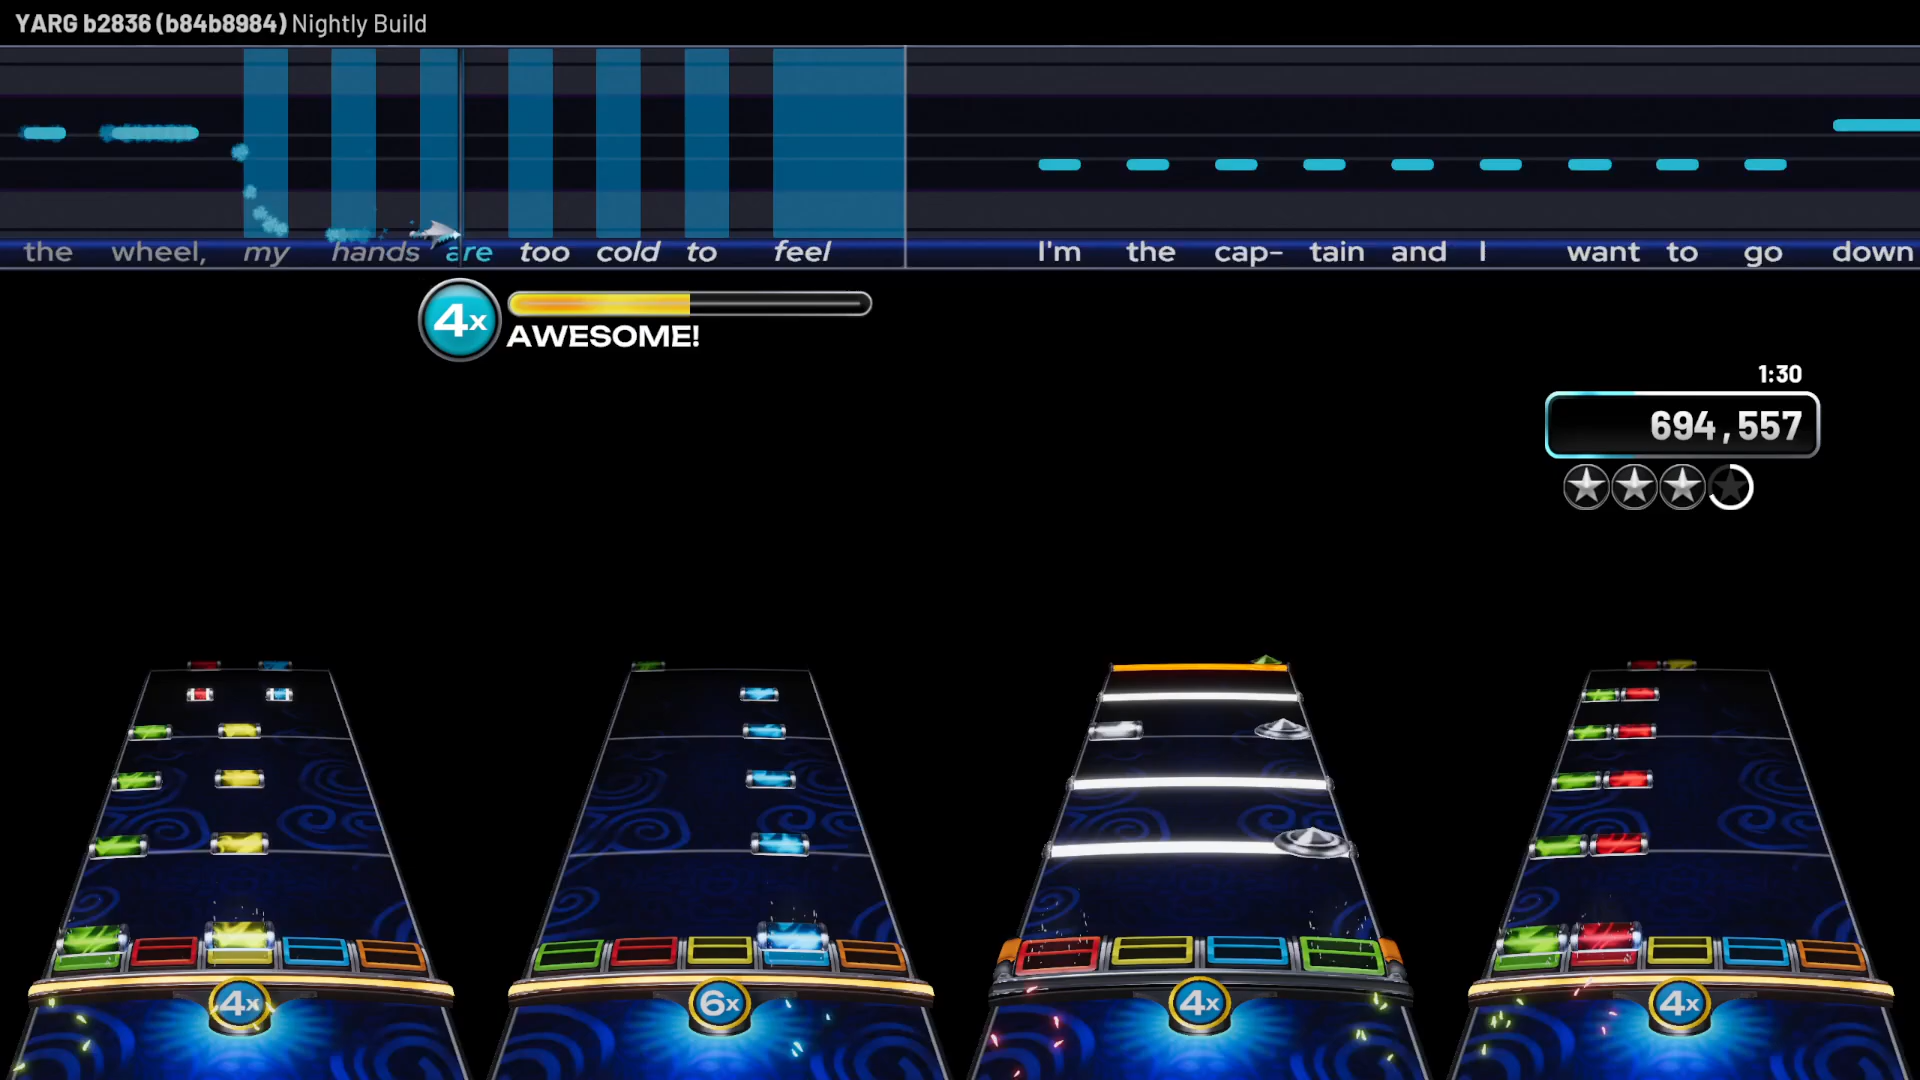 YARG b2836 (b84b8984) Nightly Build
the wheel, my hands are too cold to feel I'm the cap- tain and I want to go down
4x
AWESOME!
1:30
694,557
4x 6x 4x 4x